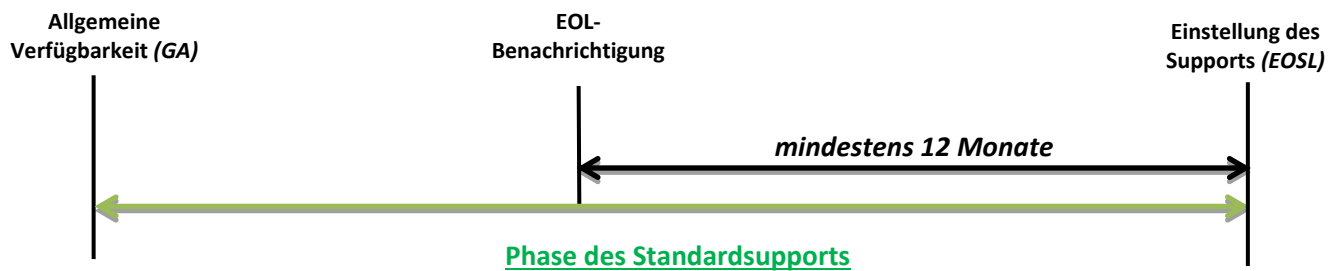 Allgemeine
Verfügbarkeit (GA)
EOL-
Benachrichtigung
Einstellung des
Supports (EOSL)
mindestens 12 Monate
Phase des Standardsupports